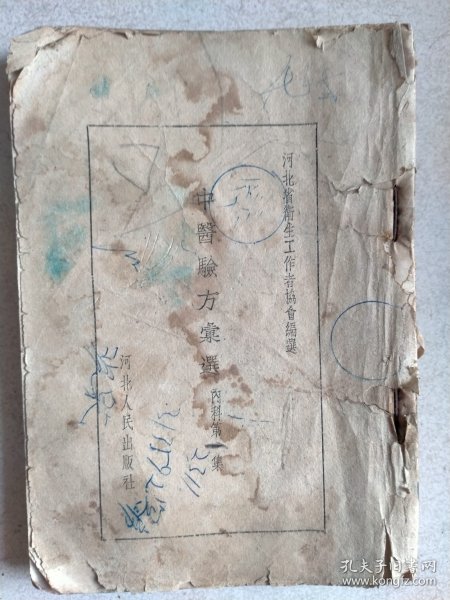 河北省衛生工作者協會編選
中醫驗方彙選 內科第一集
河北人民出版社
孔夫子旧书网
www.kongfz.com